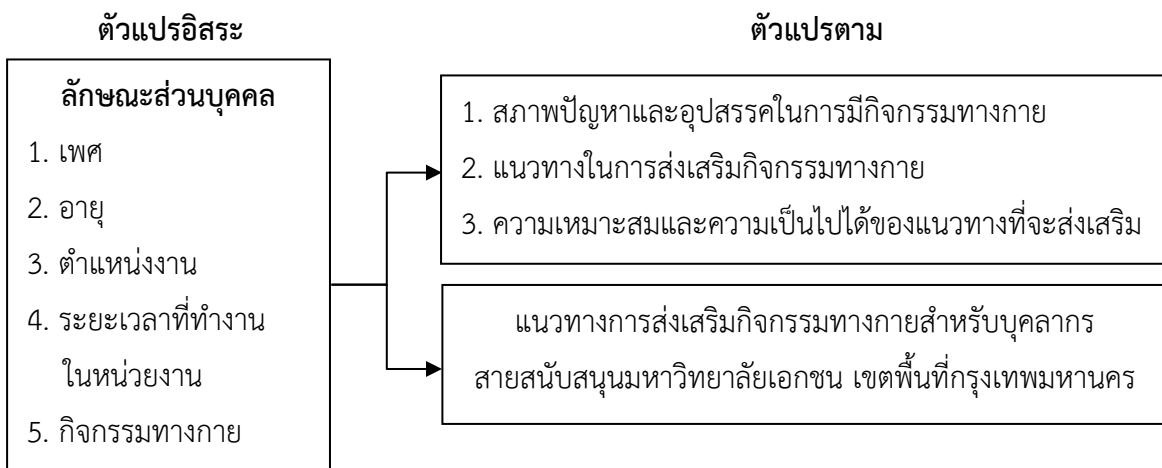 ตัวแปรอิสระ
ลักษณะส่วนบุคคล
1. เพศ
2. อายุ
3. ตำแหน่งงาน
4. ระยะเวลาที่ทำงาน
ในหน่วยงาน
5. กิจกรรมทางกาย
ตัวแปรตาม
1. สภาพปัญหาและอุปสรรคในการมีกิจกรรมทางกาย
2. แนวทางในการส่งเสริมกิจกรรมทางกาย
3. ความเหมาะสมและความเป็นไปได้ของแนวทางที่จะส่งเสริม
แนวทางการส่งเสริมกิจกรรมทางกายสำหรับบุคลากร
สายสนับสนุนมหาวิทยาลัยเอกชน เขตพื้นที่กรุงเทพมหานคร